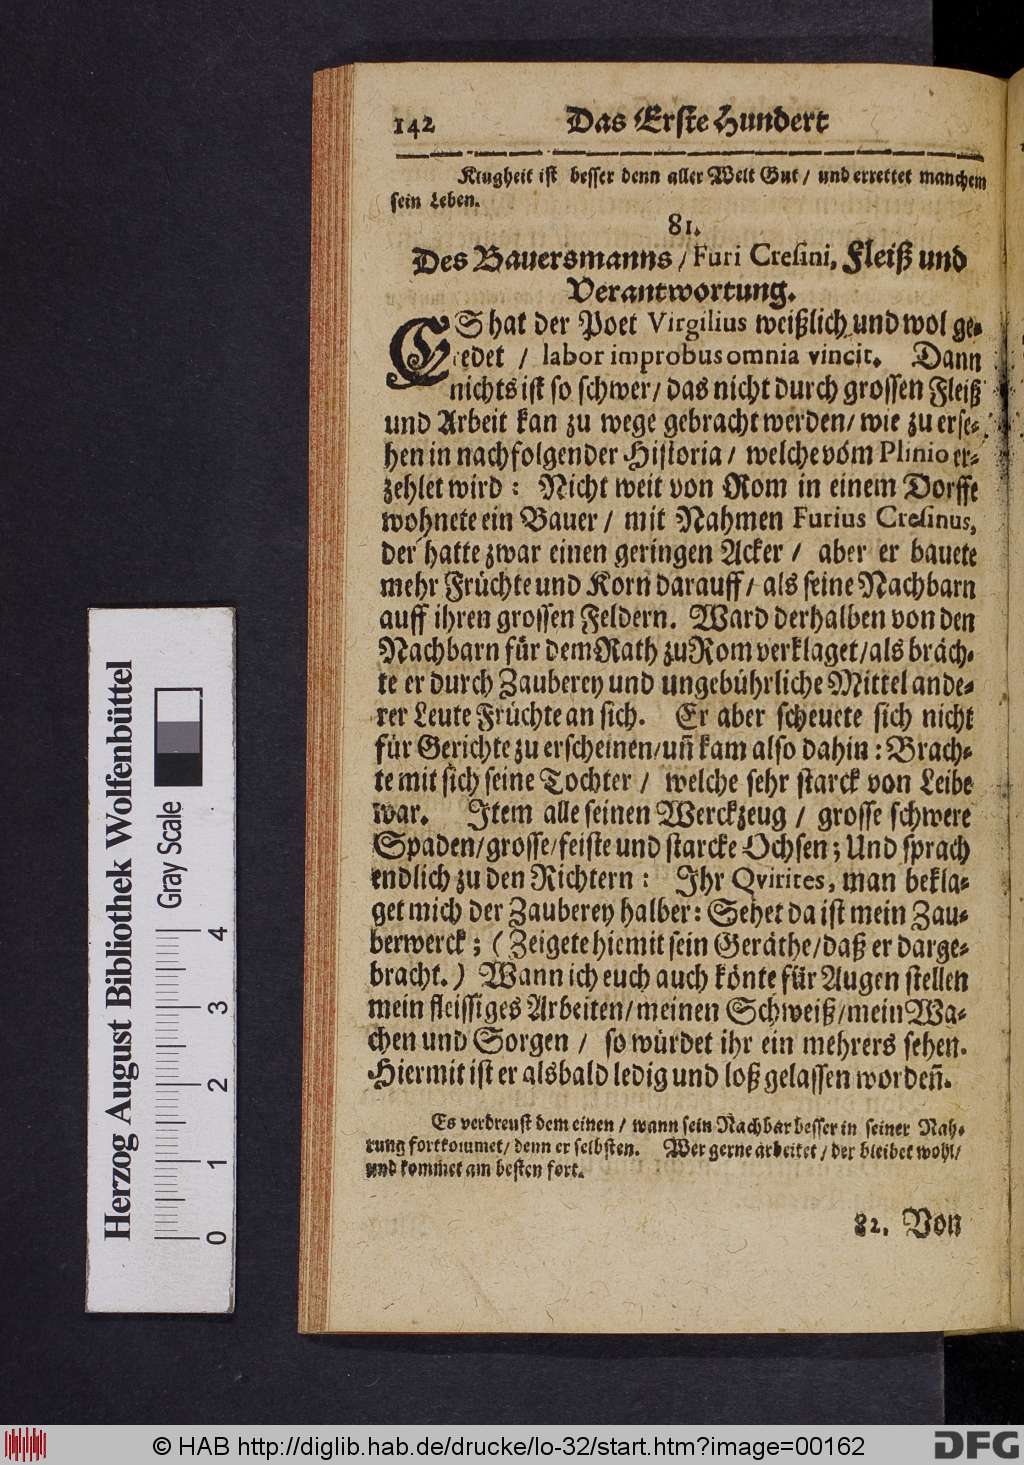 142 Das Erste Hundert
Klugheit ist besser denn aller Welt Gut / und errettet manchem
sein Leben.
81.
Des Bauersmanns / Furi Cresini, Fleiß und
Verantwortung.
ES hat der Poet Virgilius weißlich und wol ge-
redet / labor improbus omnia vincit. Dann
nichts ist so schwer / das nicht durch grossen Fleiß
und Arbeit kan zu wege gebracht werden / wie zu erse-
hen in nachfolgender Historia / welche vom Plinio er-
zehlet wird : Nicht weit von Rom in einem Dorffe
wohnete ein Bauer / mit Nahmen Furius Cresinus,
der hatte zwar einen geringen Acker / aber er bauete
mehr Früchte und Korn darauff / als seine Nachbarn
auff ihren grossen Feldern. Ward derhalben von den
Nachbarn für dem Rath zu Rom verklaget / als bräch-
te er durch Zauberey und ungebührliche Mittel ande-
rer Leute Früchte an sich. Er aber scheuete sich nicht
für Gerichte zu erscheinen / uñ kam also dahin : Brach-
te mit sich seine Tochter / welche sehr starck von Leibe
war. Item alle seinen Werckzeug / grosse schwere
Spaden / grosse / feiste und starcke Ochsen ; Und sprach
endlich zu den Richtern : Ihr Qvirites, man bekla-
get mich der Zauberey halber : Sehet da ist mein Zau-
berwerck ; ( Zeigete hiemit sein Geräthe / daß er darge-
bracht. ) Wann ich euch auch könte für Augen stellen
mein fleissiges Arbeiten / meinen Schweiß / mein Wa-
chen und Sorgen / so würdet ihr ein mehrers sehen.
Hiermit ist er alsbald ledig und loß gelassen wordeñ.
Es verdreust dem einen / wann sein Nachbar besser in seiner Nah-
rung fortkommet / denn er selbsten. Wer gerne arbeitet / der bleibet wohl /
und kommet am besten fort.
82. Von
Herzog August Bibliothek Wolfenbüttel
Gray Scale
0 1 2 3 4
© HAB http://diglib.hab.de/drucke/lo-32/start.htm?image=00162
DFG